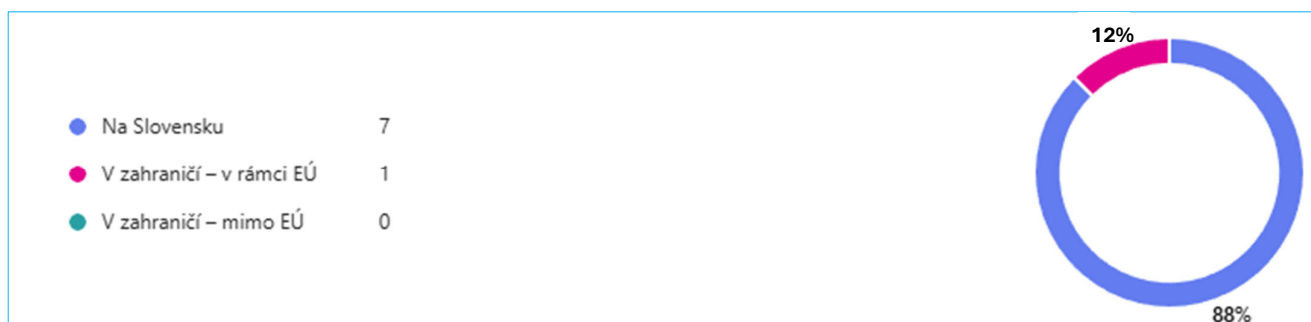 12%
Na Slovensku 7
V zahraničí – v rámci EÚ 1
V zahraničí – mimo EÚ 0
88%